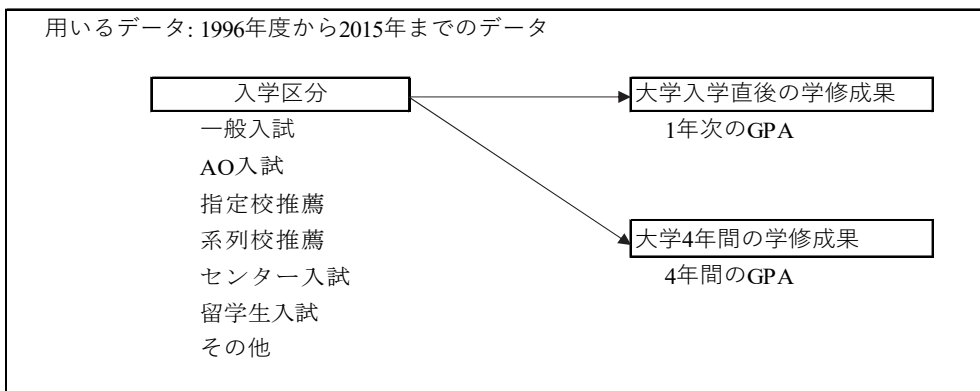 用いるデータ: 1996年度から2015年までのデータ
入学区分
一般入試
AO入試
指定校推薦
系列校推薦
センター入試
留学生入試
その他
大学入学直後の学修成果
1年次のGPA
大学4年間の学修成果
4年間のGPA